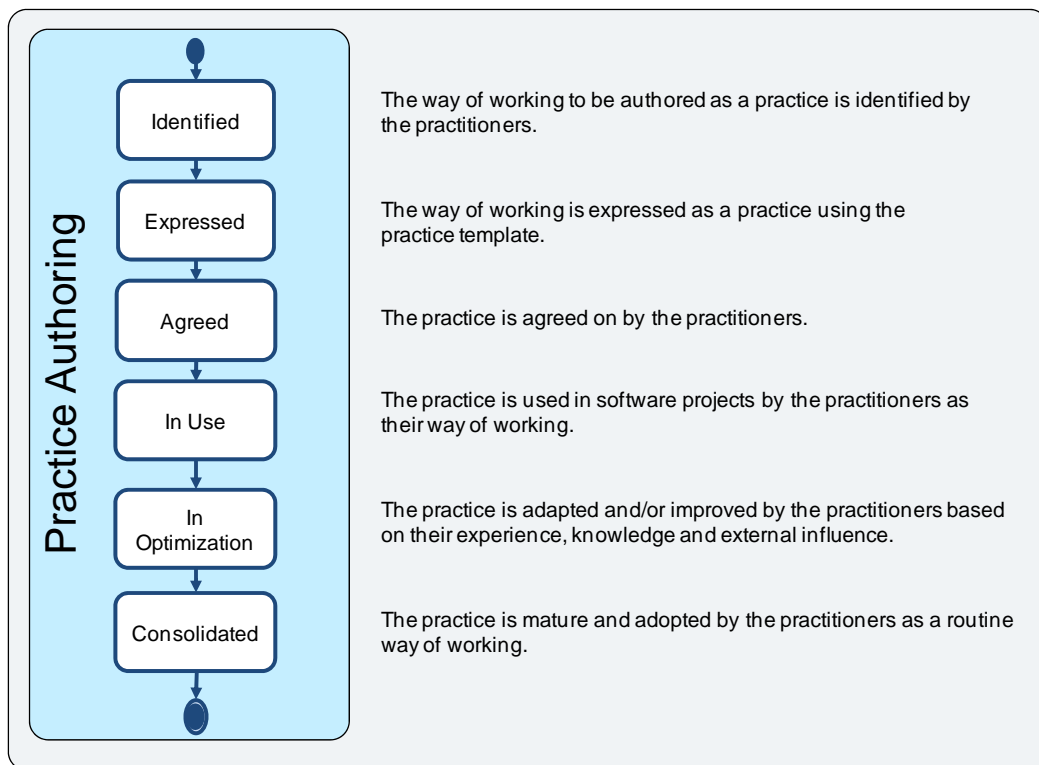 Practice Authoring
Identified
The way of working to be authored as a practice is identified by
the practitioners.
Expressed
The way of working is expressed as a practice using the
practice template.
Agreed
The practice is agreed on by the practitioners.
In Use
The practice is used in software projects by the practitioners as
their way of working.
In
Optimization
The practice is adapted and/or improved by the practitioners based
on their experience, knowledge and external influence.
Consolidated
The practice is mature and adopted by the practitioners as a routine
way of working.